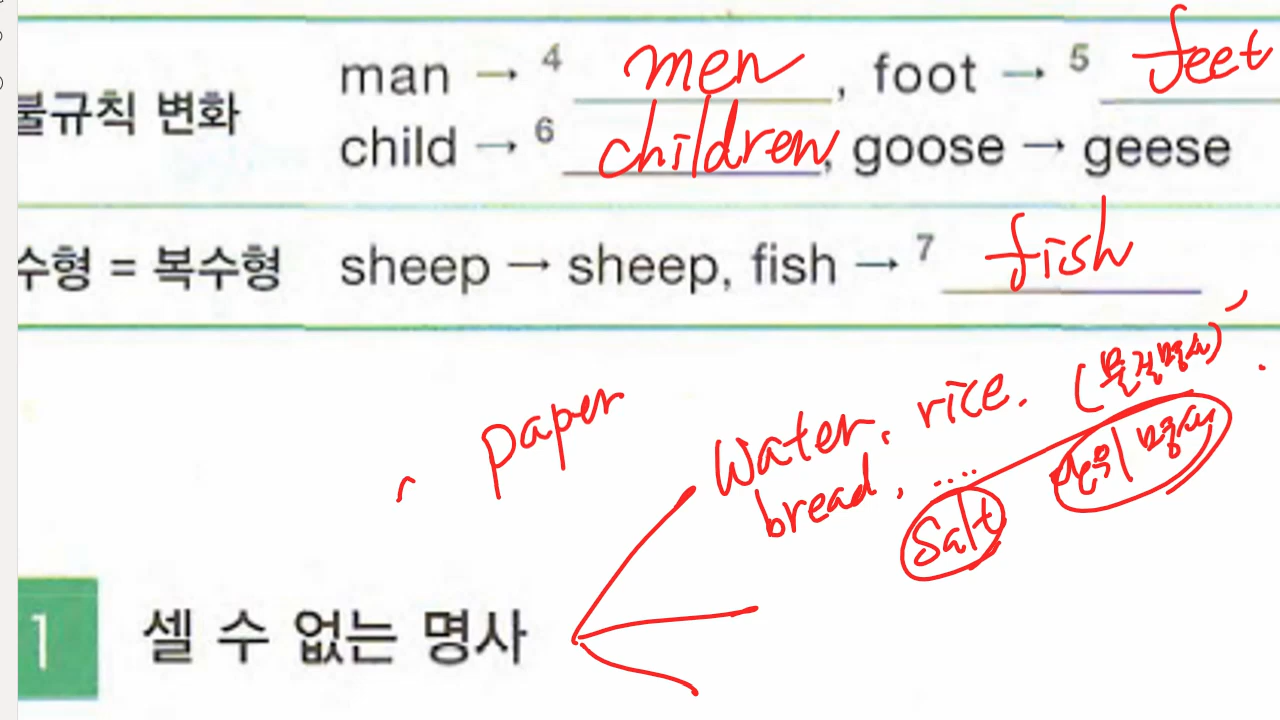 man → 4 men, foot → 5 feet
불규칙 변화
child → 6 children, goose → geese
수형 = 복수형 sheep → sheep, fish → 7 fish
paper
water, rice. (물질명사)
bread, .....
salt
단위 명사
1 셀 수 없는 명사